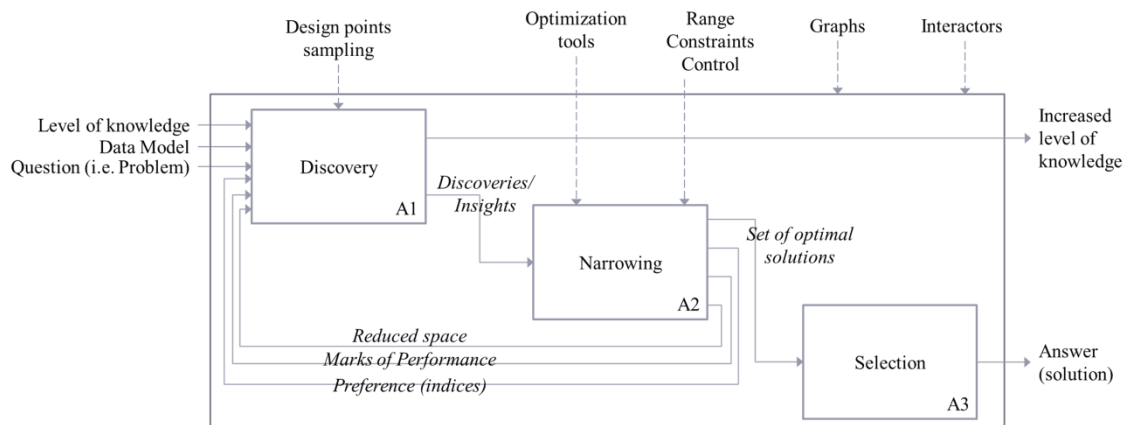 Design points
sampling
Optimization
tools
Range
Constraints
Control
Graphs
Interactors
Level of knowledge
Data Model
Question (i.e. Problem)
Discovery
A1
Increased
level of
knowledge
Discoveries/
Insights
Narrowing
A2
Set of optimal
solutions
Reduced space
Marks of Performance
Preference (indices)
Selection
A3
Answer
(solution)